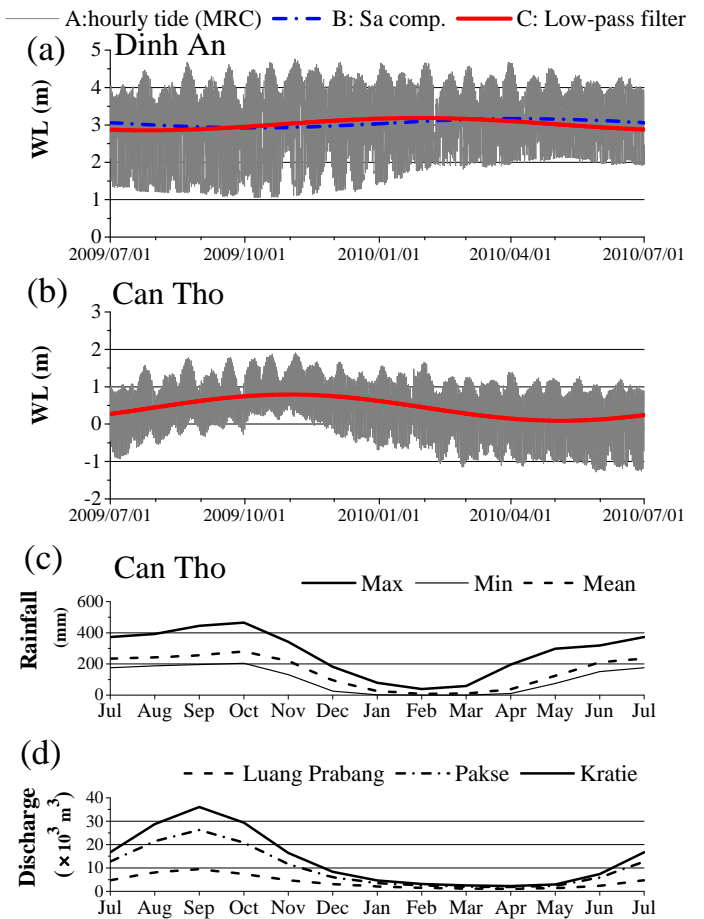 A:hourly tide (MRC) B: Sa comp. C: Low-pass filter
(a) Dinh An
WL (m)
5
4
3
2
1
0
2009/07/01 2009/10/01 2010/01/01 2010/04/01 2010/07/01
(b) Can Tho
WL (m)
3
2
1
0
-1
-2
2009/07/01 2009/10/01 2010/01/01 2010/04/01 2010/07/01
(c) Can Tho
Max Min Mean
Rainfall
(mm)
600
400
200
0
Jul Aug Sep Oct Nov Dec Jan Feb Mar Apr May Jun Jul
(d)
Luang Prabang Pakse Kratie
Discharge
(×10³ m³)
40
30
20
10
0
Jul Aug Sep Oct Nov Dec Jan Feb Mar Apr May Jun Jul